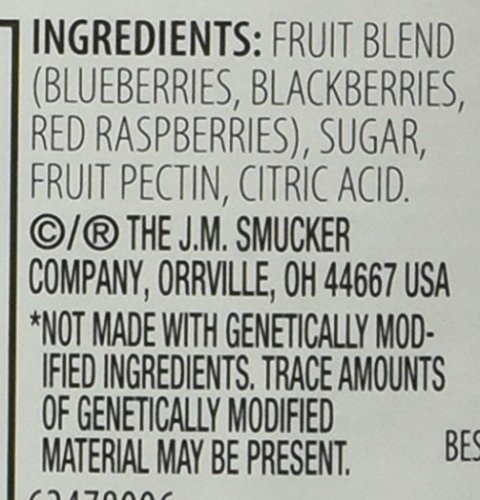 INGREDIENTS: FRUIT BLEND
(BLUEBERRIES, BLACKBERRIES,
RED RASPBERRIES), SUGAR,
FRUIT PECTIN, CITRIC ACID.
©/® THE J.M. SMUCKER
COMPANY, ORRVILLE, OH 44667 USA
*NOT MADE WITH GENETICALLY MOD-
IFIED INGREDIENTS. TRACE AMOUNTS
OF GENETICALLY MODIFIED
MATERIAL MAY BE PRESENT.
BES